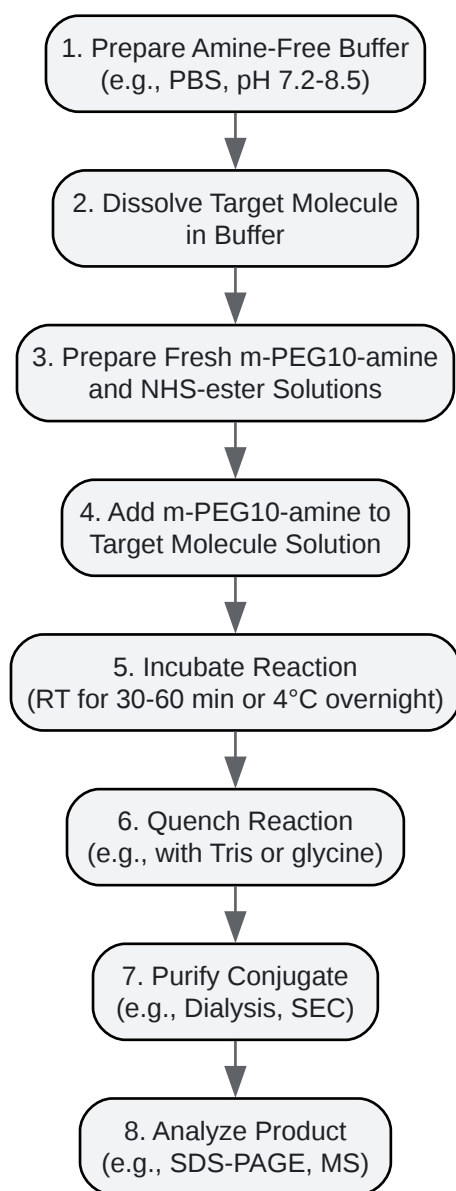 1. Prepare Amine-Free Buffer
(e.g., PBS, pH 7.2-8.5)
2. Dissolve Target Molecule
in Buffer
3. Prepare Fresh m-PEG10-amine
and NHS-ester Solutions
4. Add m-PEG10-amine to
Target Molecule Solution
5. Incubate Reaction
(RT for 30-60 min or 4°C overnight)
6. Quench Reaction
(e.g., with Tris or glycine)
7. Purify Conjugate
(e.g., Dialysis, SEC)
8. Analyze Product
(e.g., SDS-PAGE, MS)